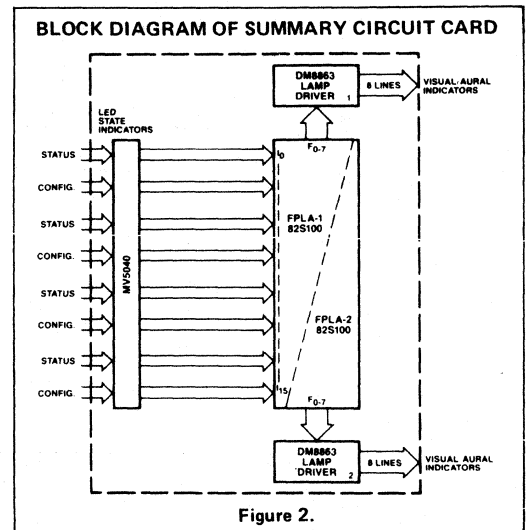 BLOCK DIAGRAM OF SUMMARY CIRCUIT CARD
DM8863
LAMP
DRIVER 1
8 LINES
VISUAL-AURAL
INDICATORS
LED
STATE
INDICATORS
STATUS
CONFIG.
STATUS
CONFIG.
STATUS
CONFIG.
STATUS
CONFIG.
MV5040
F0-7
I0
FPLA-1
82S100
FPLA-2
82S100
I15
F0-7
DM8863
LAMP
DRIVER 2
8 LINES
VISUAL AURAL
INDICATORS
Figure 2.